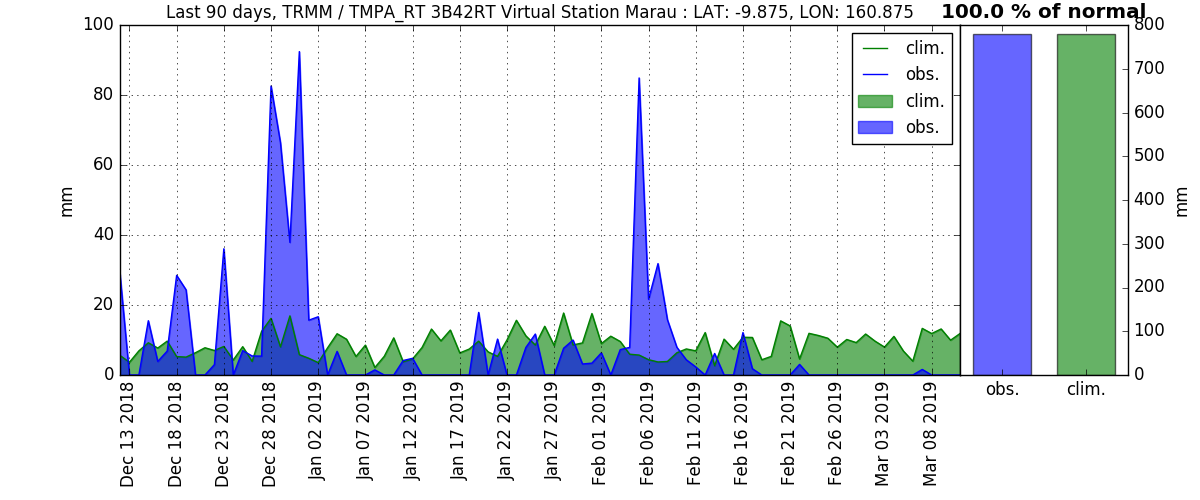 Last 90 days, TRMM / TMPA_RT 3B42RT Virtual Station Marau : LAT: -9.875, LON: 160.875
100.0 % of normal
mm
100
80
60
40
20
0
clim.
obs.
clim.
obs.
Dec 13 2018
Dec 18 2018
Dec 23 2018
Dec 28 2018
Jan 02 2019
Jan 07 2019
Jan 12 2019
Jan 17 2019
Jan 22 2019
Jan 27 2019
Feb 01 2019
Feb 06 2019
Feb 11 2019
Feb 16 2019
Feb 21 2019
Feb 26 2019
Mar 03 2019
Mar 08 2019
800
700
600
500
400
300
200
100
0
mm
obs.
clim.